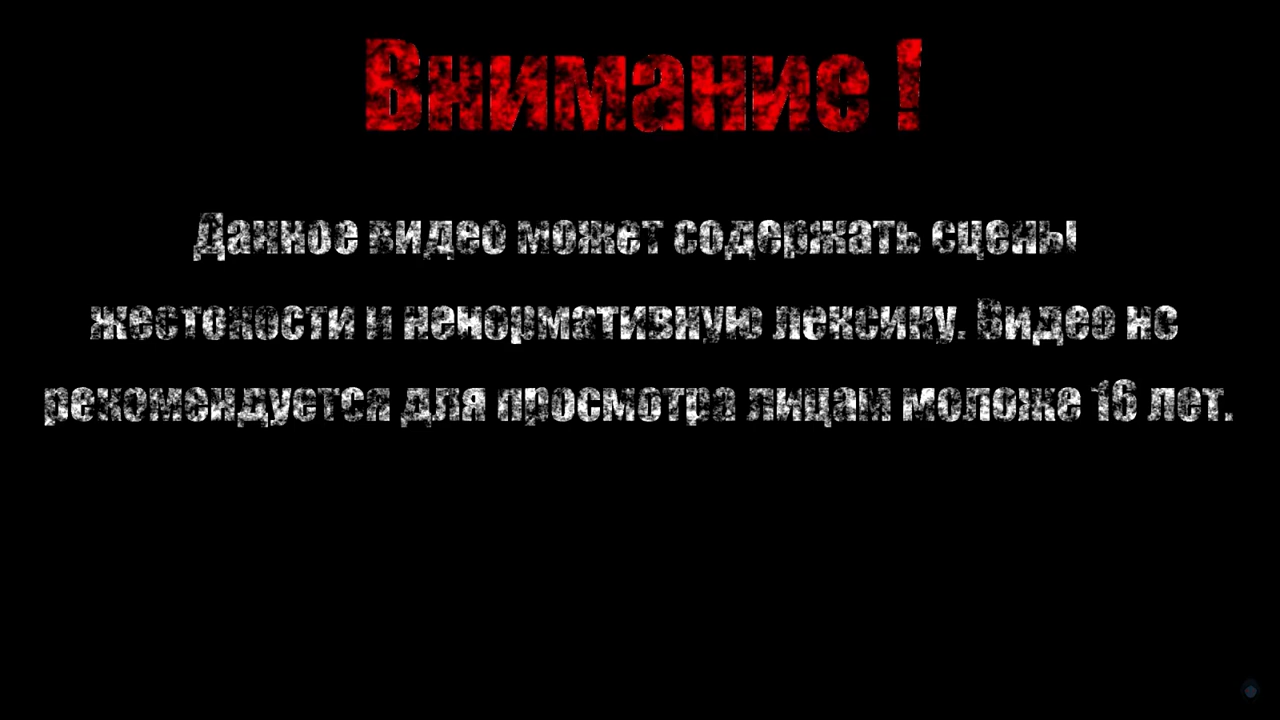 Внимание !
Данное видео может содержать сцены
жестокости и ненормативную лексику. Видео не
рекомендуется для просмотра лицам моложе 16 лет.